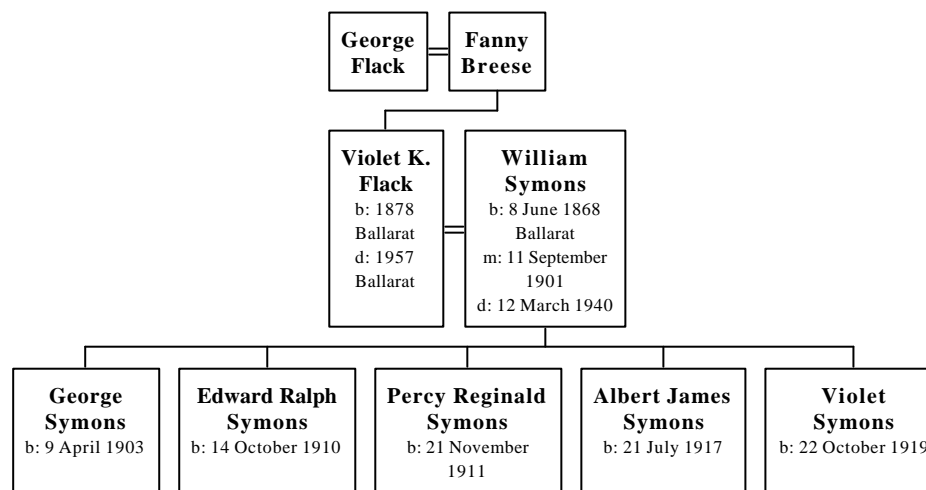 George
Flack
Fanny
Breese
Violet K.
Flack
b: 1878
Ballarat
d: 1957
Ballarat
William
Symons
b: 8 June 1868
Ballarat
m: 11 September
1901
d: 12 March 1940
George
Symons
b: 9 April 1903
Edward Ralph
Symons
b: 14 October 1910
Percy Reginald
Symons
b: 21 November
1911
Albert James
Symons
b: 21 July 1917
Violet
Symons
b: 22 October 1919